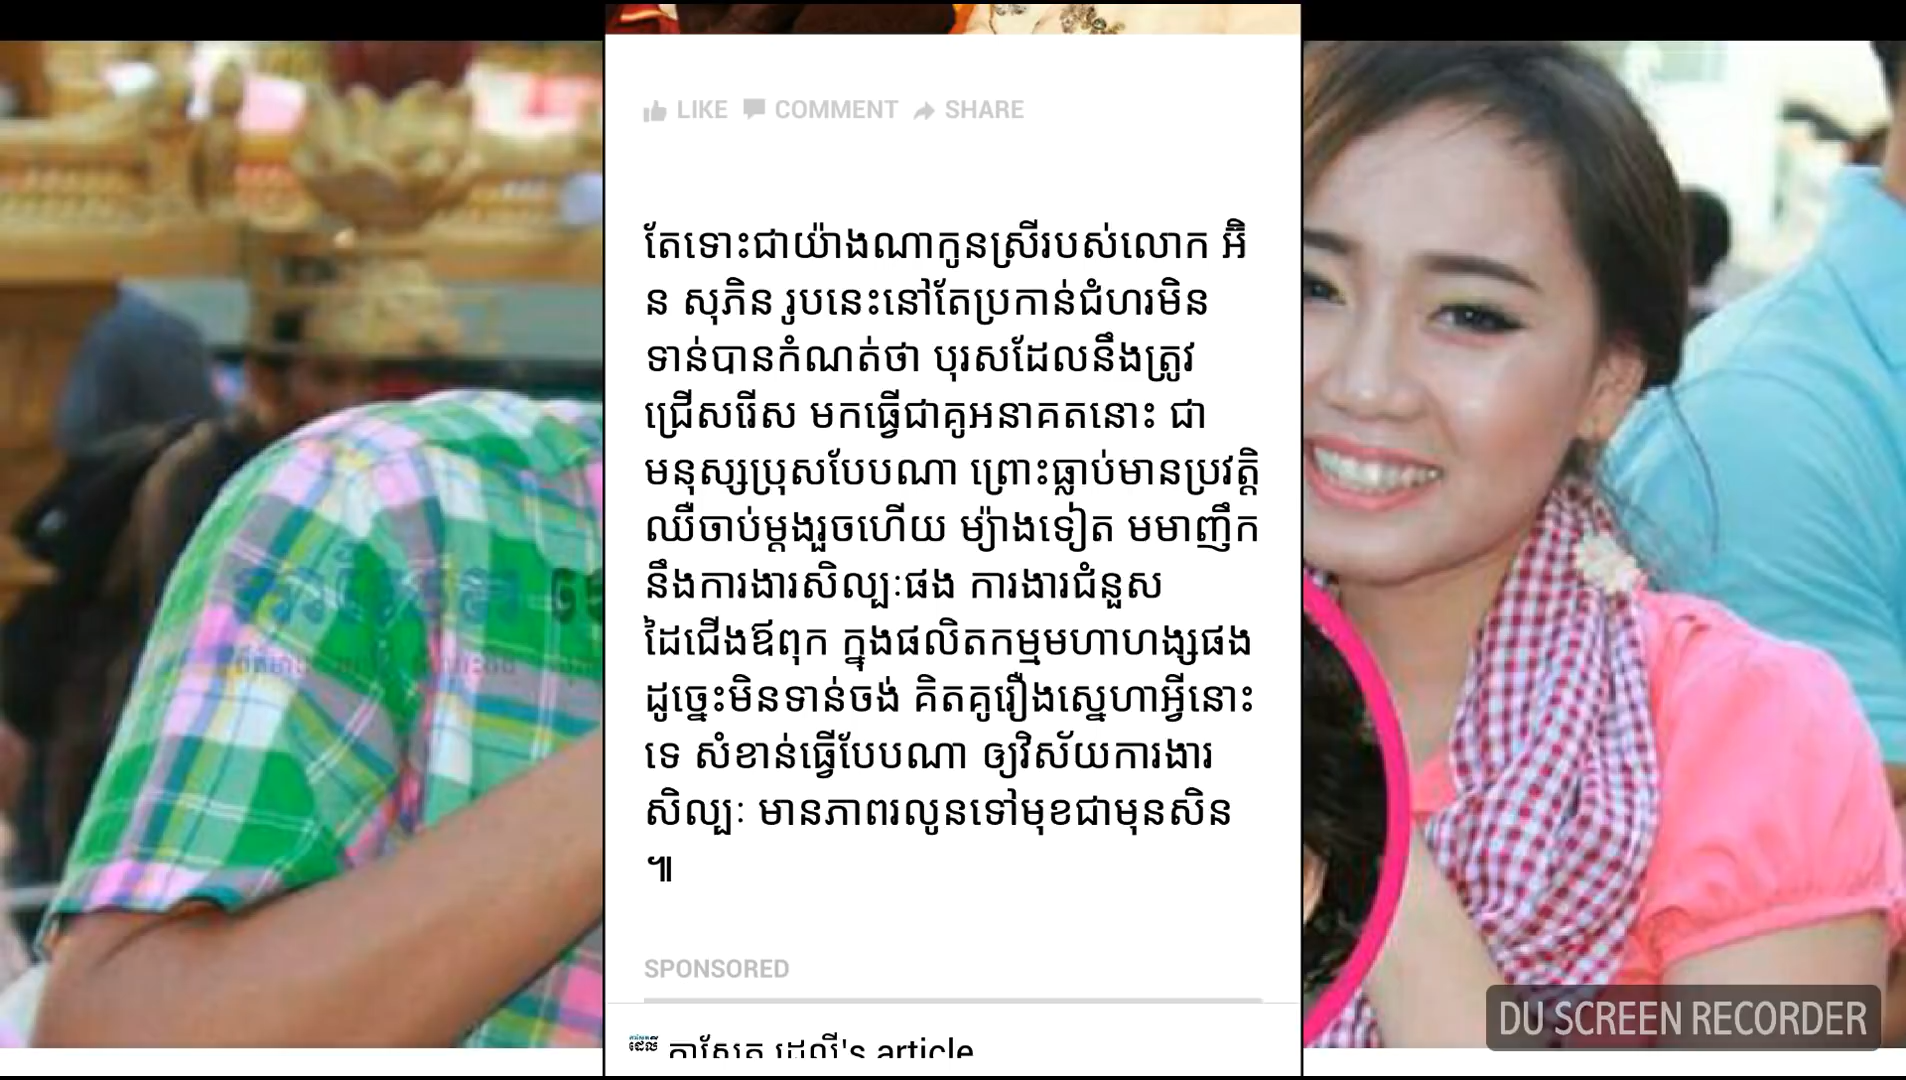 LIKE COMMENT SHARE
តែទោះជាយ៉ាងណាកូនស្រីរបស់លោក អ៊ិ
ន សុភិន រូបនេះនៅតែប្រកាន់ជំហរមិន
ទាន់បានកំណត់ថា បុរសដែលនឹងត្រូវ
ជ្រើសរើស មកធ្វើជាគូអនាគតនោះ ជា
មនុស្សប្រុសបែបណា ព្រោះធ្លាប់មានប្រវត្តិ
ឈឺចាប់ម្ដងរួចហើយ ម្យ៉ាងទៀត មមាញឹក
នឹងការងារសិល្បៈផង ការងារជំនួស
ដៃជើងឪពុក ក្នុងផលិតកម្មមហាហង្សផង
ដូច្នេះមិនទាន់ចង់ គិតគូរឿងស្នេហាអ្វីនោះ
ទេ សំខាន់ធ្វើបែបណា ឲ្យវិស័យការងារ
សិល្បៈ មានភាពរលូនទៅមុខជាមុនសិន
៕
SPONSORED
កាសែត ដេលី's article
DU SCREEN RECORDER